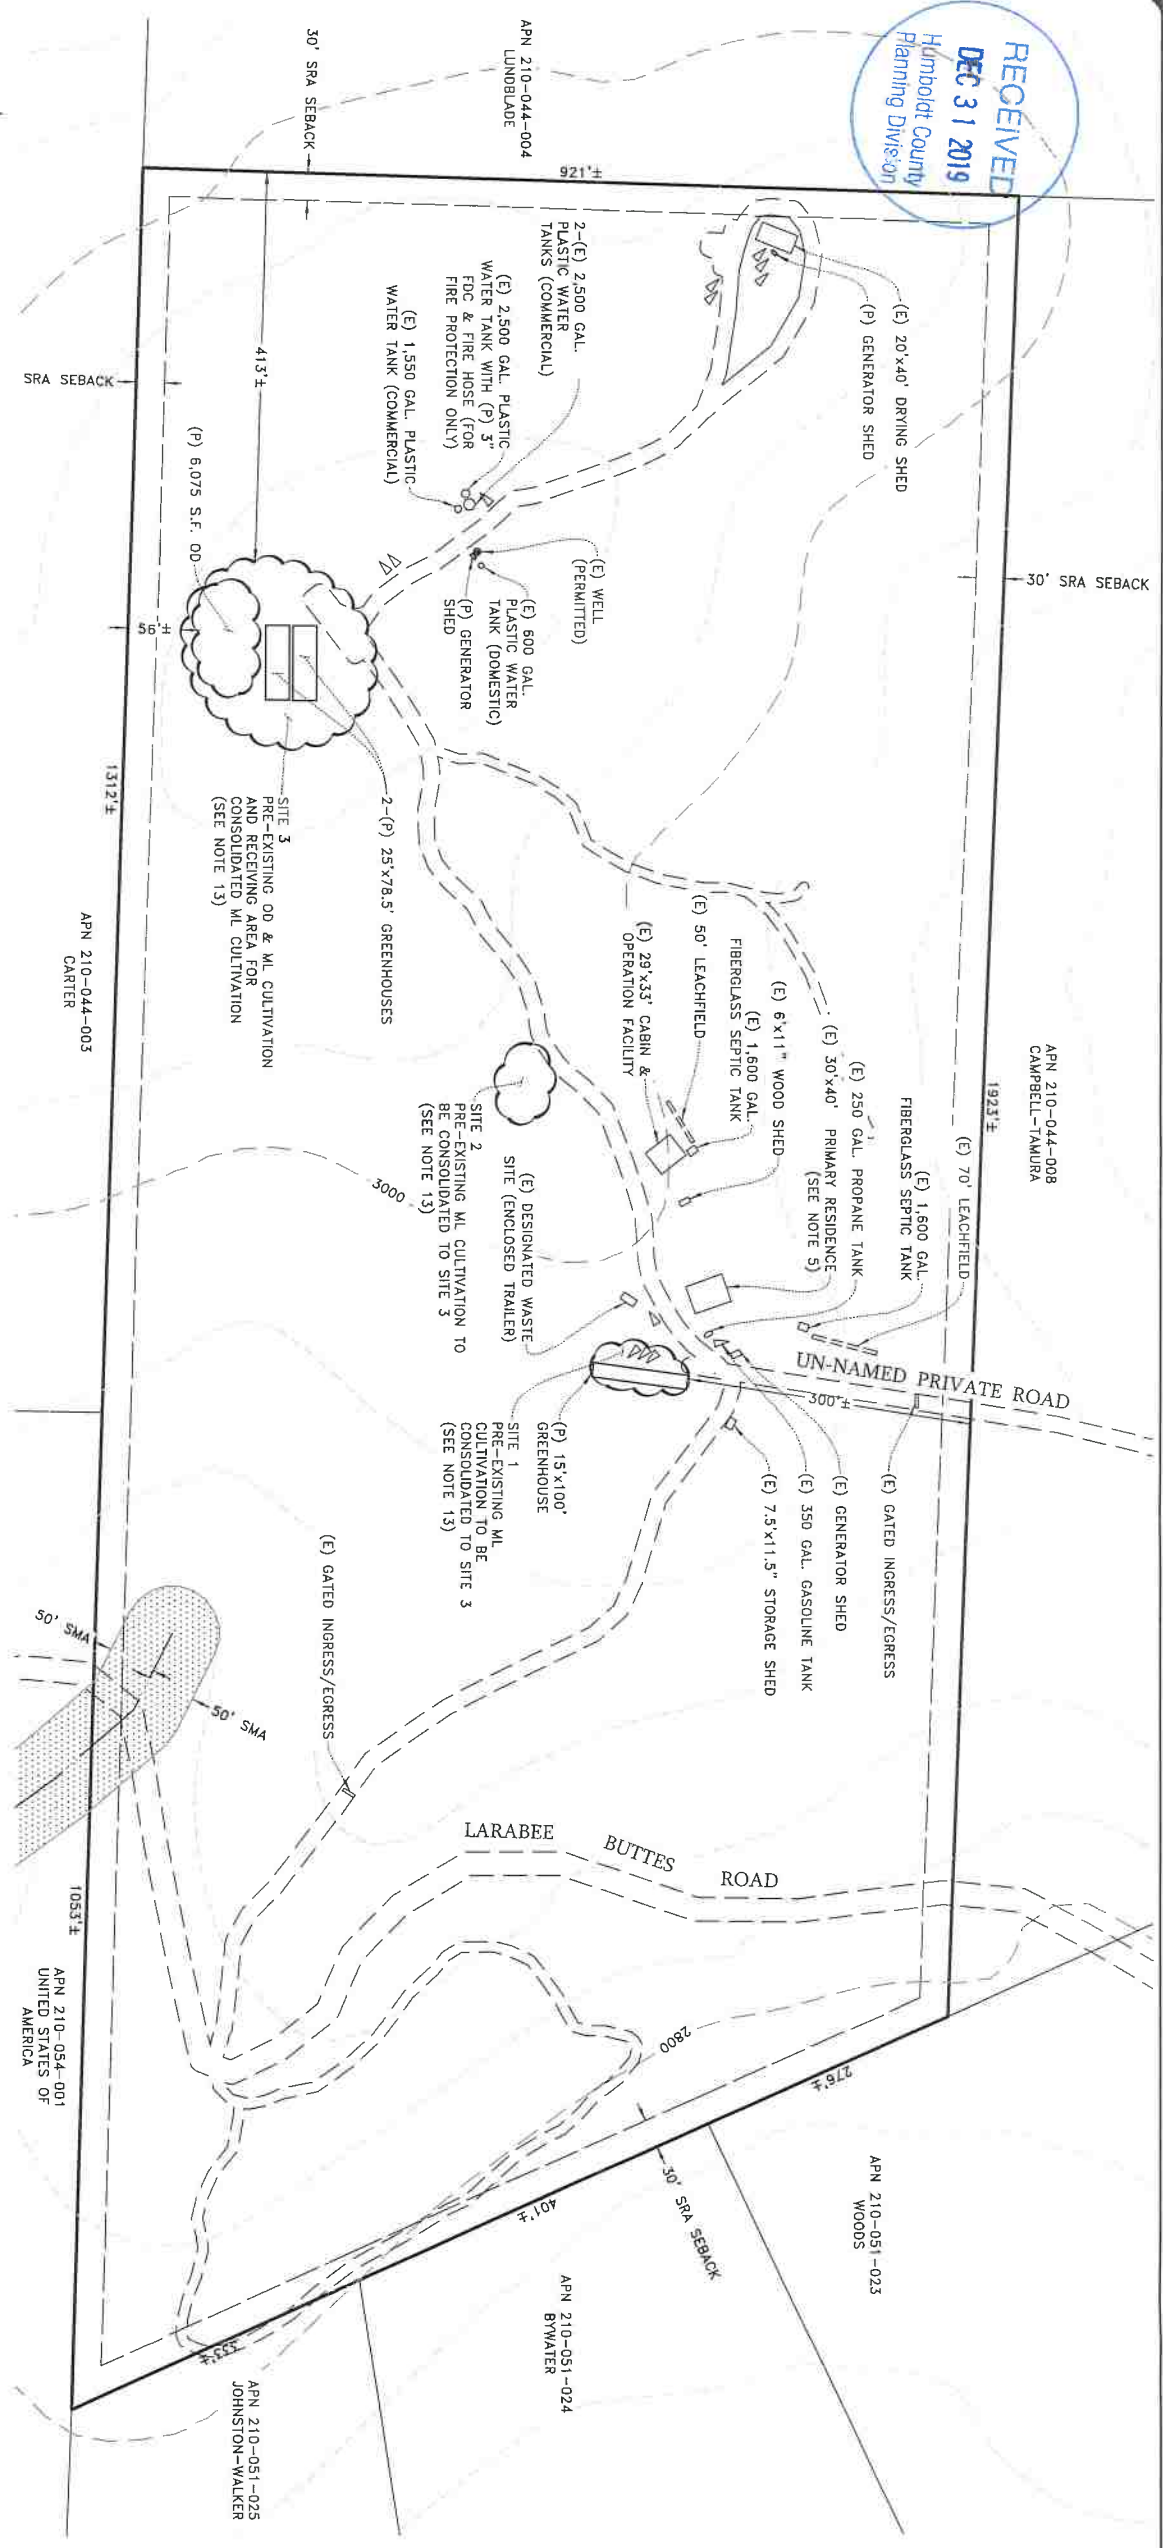 RECEIVED
DEC 31 2019
Humboldt County
Planning Division
APN 210-044-004
LUNDBLADE
30' SRA SEBACK
921'±
(E) 20'x40' DRYING SHED
(P) GENERATOR SHED
2-(E) 2,500 GAL.
PLASTIC WATER
TANKS (COMMERCIAL)
(E) 2,500 GAL. PLASTIC
WATER TANK WITH (P) 3"
FDC & FIRE HOSE (FOR
FIRE PROTECTION ONLY)
(E) 1,550 GAL. PLASTIC
WATER TANK (COMMERCIAL)
413'±
SRA SEBACK
(P) 6,075 S.F. OD
30' SRA SEBACK
(E) WELL
(PERMITTED)
(E) 600 GAL.
PLASTIC WATER
TANK (DOMESTIC)
(P) GENERATOR
SHED
56'±
1312'±
2-(P) 25'x78.5' GREENHOUSES
SITE 3
PRE-EXISTING OD & ML CULTIVATION
AND RECEIVING AREA FOR
CONSOLIDATED ML CULTIVATION
(SEE NOTE 13)
APN 210-044-003
CARTER
APN 210-044-008
CAMPBELL-TAMURA
1923'±
(E) 70' LEACHFIELD
(E) 1,600 GAL.
FIBERGLASS SEPTIC TANK
(E) 250 GAL. PROPANE TANK
(E) 30'x40' PRIMARY RESIDENCE
(SEE NOTE 5)
(E) 6'x11" WOOD SHED
(E) 1,600 GAL.
FIBERGLASS SEPTIC TANK
(E) 50' LEACHFIELD
(E) 29'x33' CABIN &
OPERATION FACILITY
(E) DESIGNATED WASTE
SITE (ENCLOSED TRAILER)
SITE 2
PRE-EXISTING ML CULTIVATION TO
BE CONSOLIDATED TO SITE 3
(SEE NOTE 13)
3000
UN-NAMED PRIVATE ROAD
300'±
(E) GATED INGRESS/EGRESS
(E) GENERATOR SHED
(E) 350 GAL. GASOLINE TANK
(E) 7.5'x11.5" STORAGE SHED
(P) 15'x100'
GREENHOUSE
SITE 1
PRE-EXISTING ML
CULTIVATION TO BE
CONSOLIDATED TO SITE 3
(SEE NOTE 13)
(E) GATED INGRESS/EGRESS
50' SMA
50' SMA
LARABEE BUTTES ROAD
1053'±
APN 210-054-001
UNITED STATES OF
AMERICA
2800
276'±
401'±
333'±
30' SRA SEBACK
APN 210-051-023
WOODS
APN 210-051-024
BYWATER
APN 210-051-025
JOHNSTON-WALKER